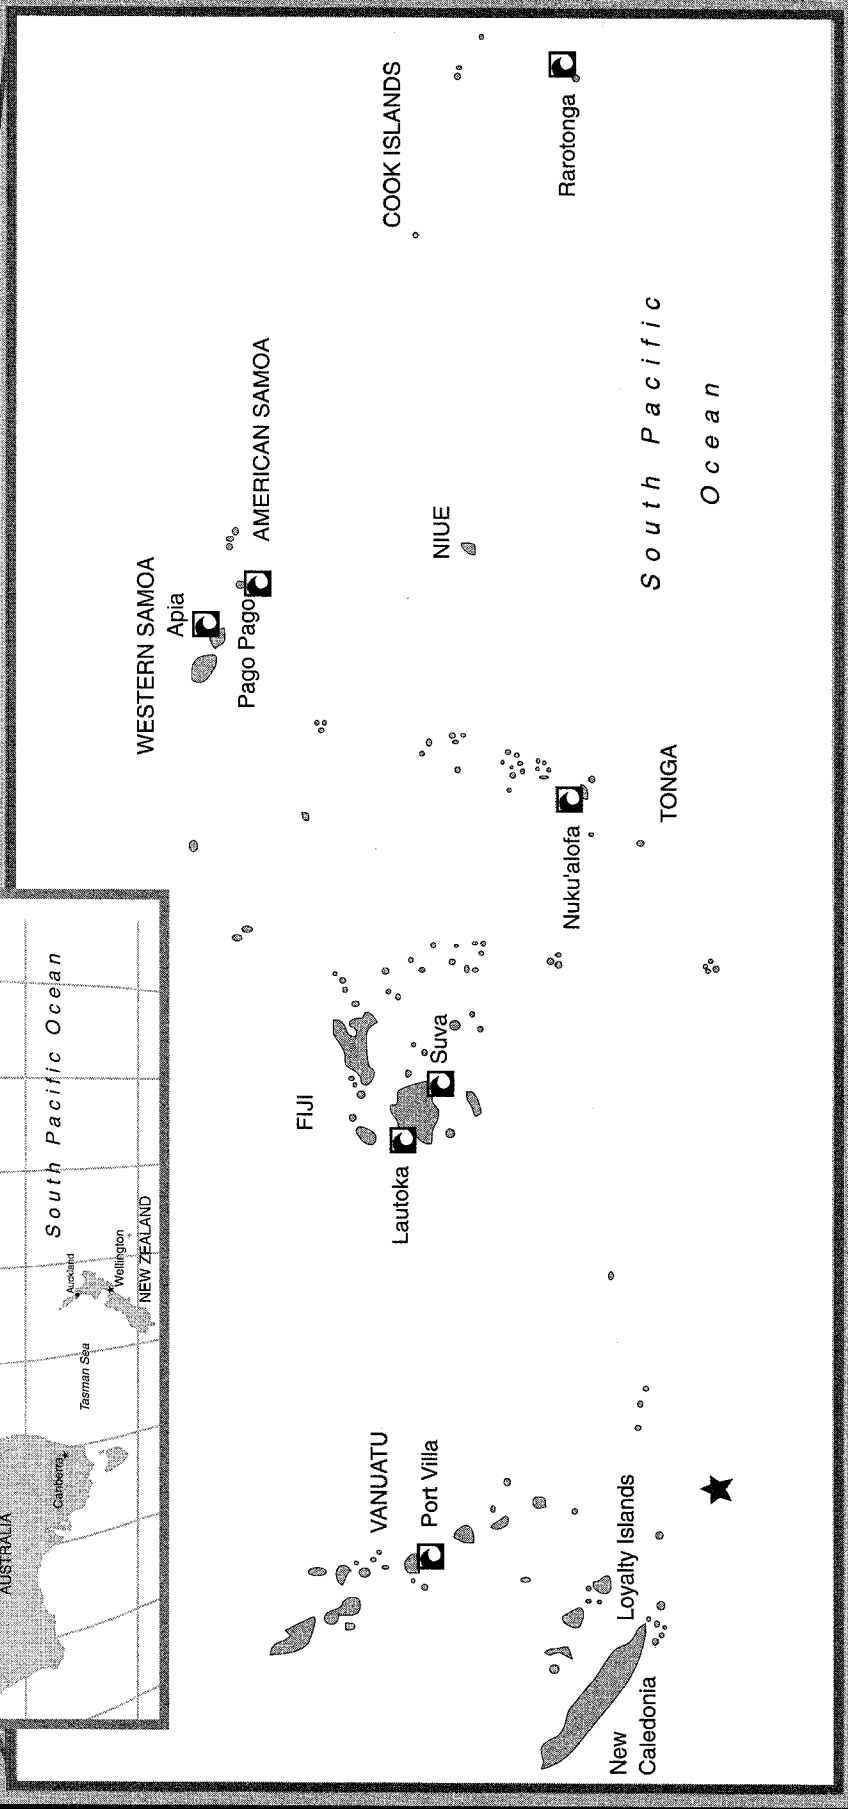 AUSTRALIA
Canberra
Tasman Sea
Auckland
Wellington
NEW ZEALAND
South Pacific Ocean
WESTERN SAMOA
Apia
Pago Pago
AMERICAN SAMOA
COOK ISLANDS
Rarotonga
NIUE
FIJI
Lautoka
Suva
VANUATU
Port Villa
Nuku'alofa
TONGA
South Pacific
Ocean
Loyalty Islands
New
Caledonia